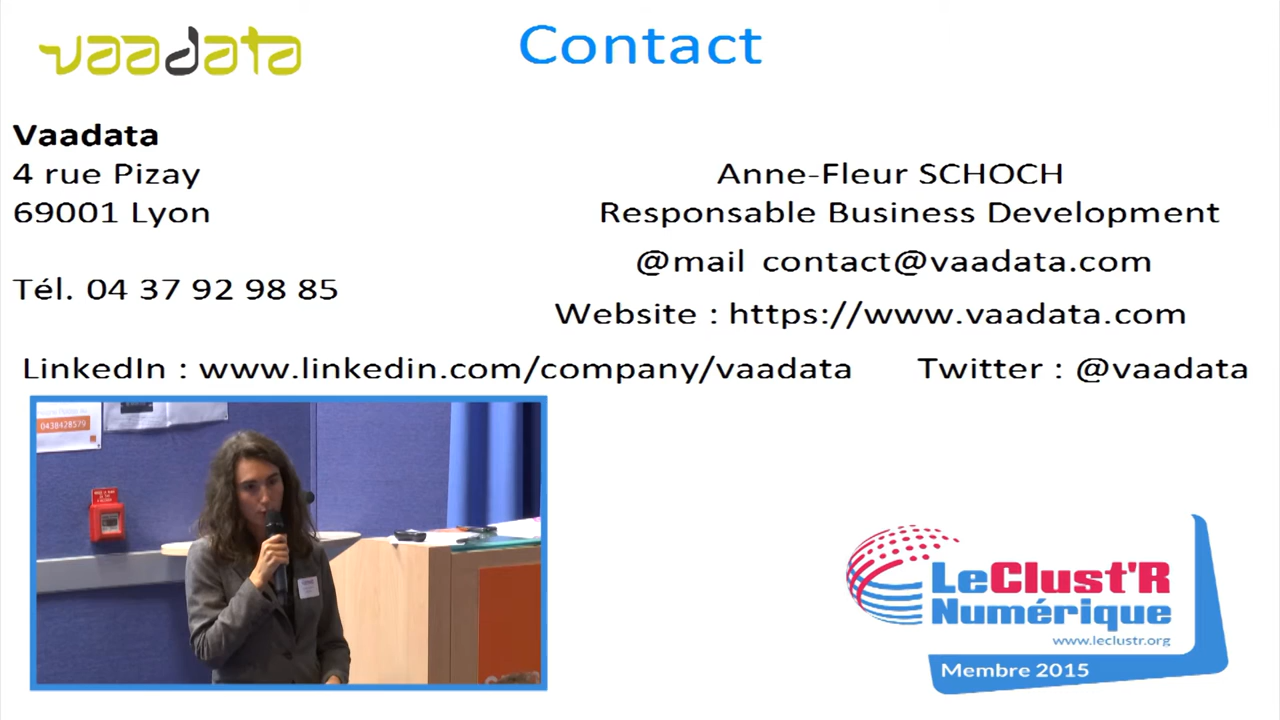 vaadata
Contact
Vaadata
4 rue Pizay
69001 Lyon
Tél. 04 37 92 98 85
Anne-Fleur SCHOCH
Responsable Business Development
@mail contact@vaadata.com
Website : https://www.vaadata.com
LinkedIn : www.linkedin.com/company/vaadata
Twitter : @vaadata
0438428579
LeClust'R
Numérique
www.leclustr.org
Membre 2015